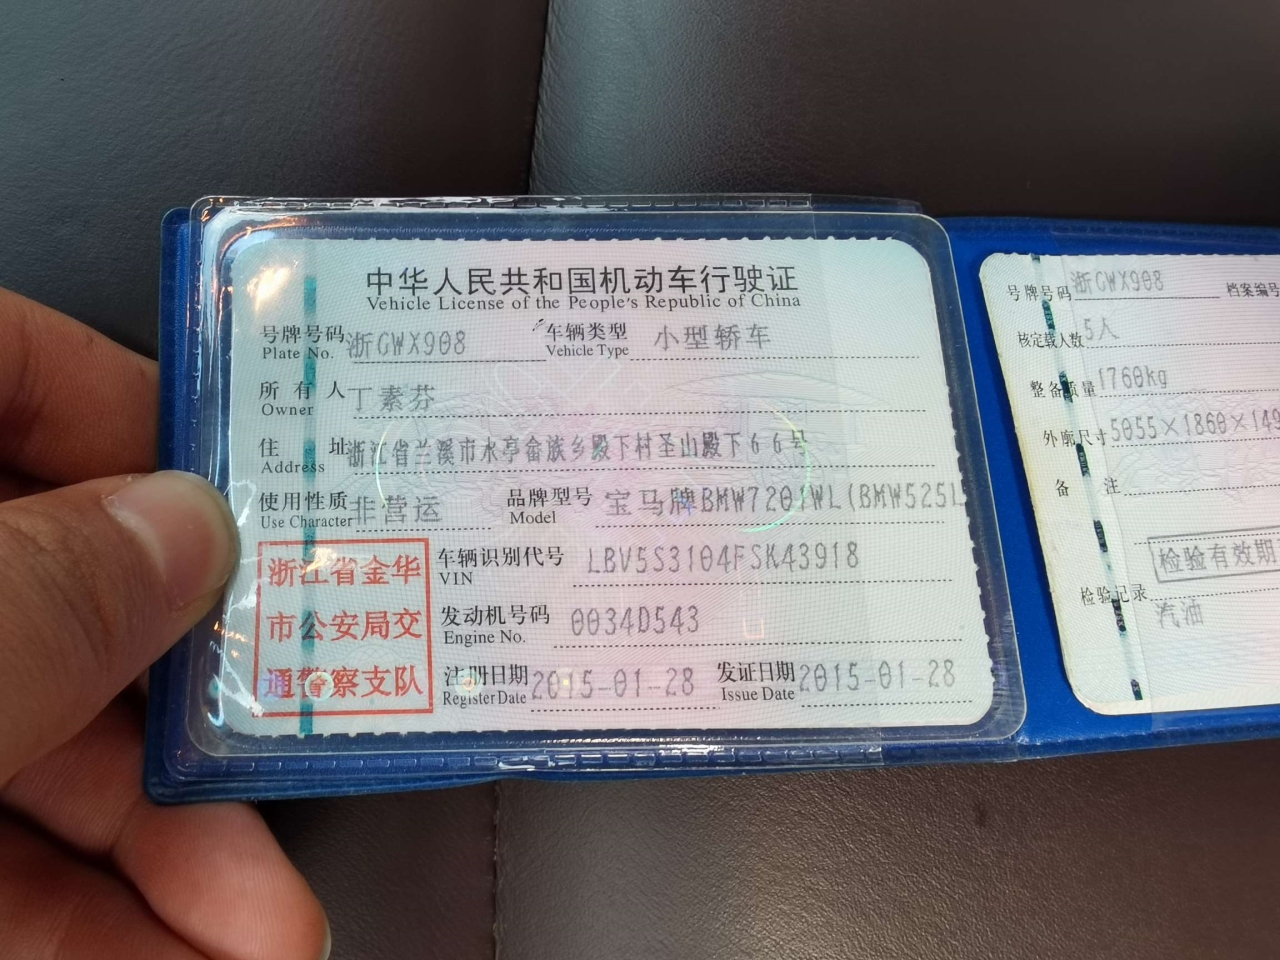 中华人民共和国机动车行驶证
Vehicle License of the People's Republic of China
号牌号码 浙GWX908 车辆类型 小型轿车
Plate No. Vehicle Type
所有人 丁素芬
Owner
住址 浙江省兰溪市水亭畲族乡殿下村圣山殿下66号
Address
使用性质 非营运 品牌型号 宝马牌BMW7201WL(BMW525L
Use Character Model
浙江省金华
市公安局交
通警察支队
车辆识别代号 LBV5S3104FSK43918
VIN
发动机号码 0034D543
Engine No.
注册日期 2015-01-28 发证日期 2015-01-28
Register Date Issue Date
号牌号码 浙GWX908 档案编号
核定载人数 5人
整备质量 1760kg
外廓尺寸 5055×1860×149
备注
检验有效期
检验记录
汽油